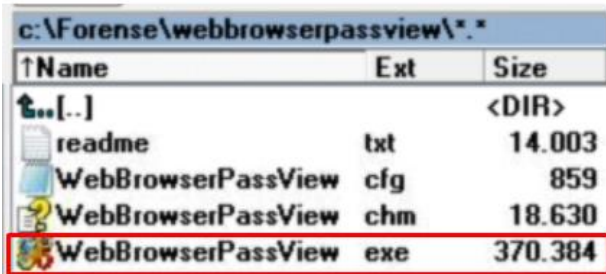 c:\Forense\webbrowserpassview\*.*
↑Name Ext Size
[..] <DIR>
readme txt 14.003
WebBrowserPassView cfg 859
WebBrowserPassView chm 18.630
WebBrowserPassView exe 370.384